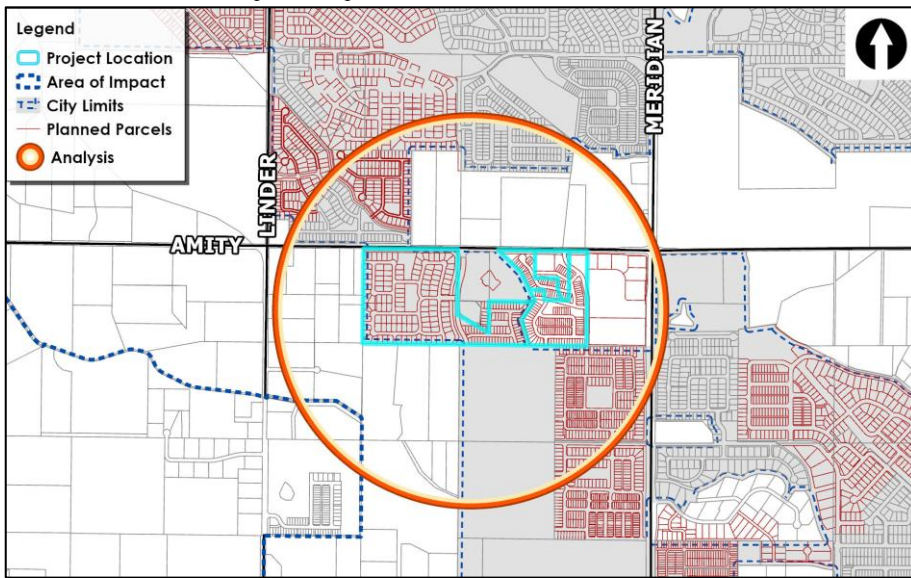 Legend
Project Location
Area of Impact
City Limits
Planned Parcels
Analysis
MERIDIAN
LINDER
AMITY